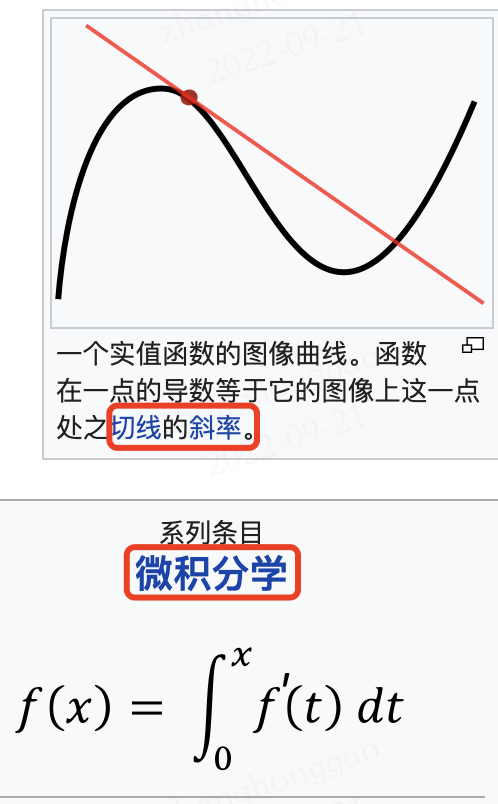 zhanghonggao
2022-09-21
一个实值函数的图像曲线。函数
在一点的导数等于它的图像上这一点
处之切线的斜率。
2022-09-21
系列条目
微积分学
f(x) = ∫₀ˣ f′(t) dt
zhanghonggao